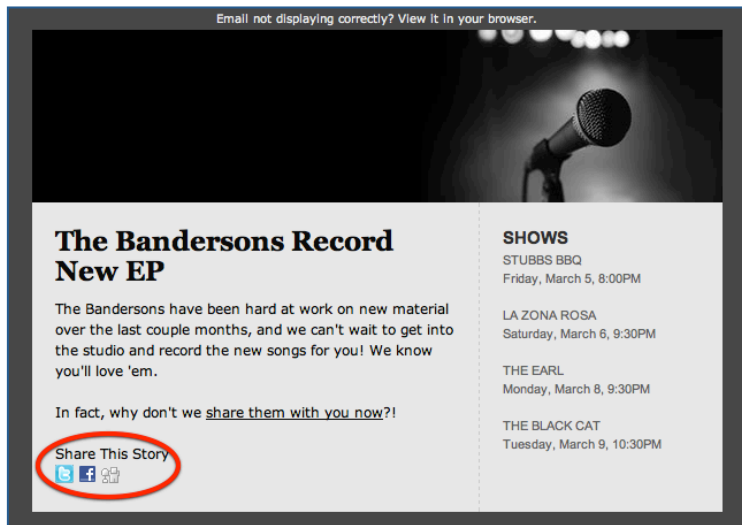 Email not displaying correctly? View it in your browser.
The Bandersons Record
New EP
The Bandersons have been hard at work on new material
over the last couple months, and we can't wait to get into
the studio and record the new songs for you! We know
you'll love 'em.
In fact, why don't we share them with you now?!
Share This Story
SHOWS
STUBBS BBQ
Friday, March 5, 8:00PM
LA ZONA ROSA
Saturday, March 6, 9:30PM
THE EARL
Monday, March 8, 9:30PM
THE BLACK CAT
Tuesday, March 9, 10:30PM